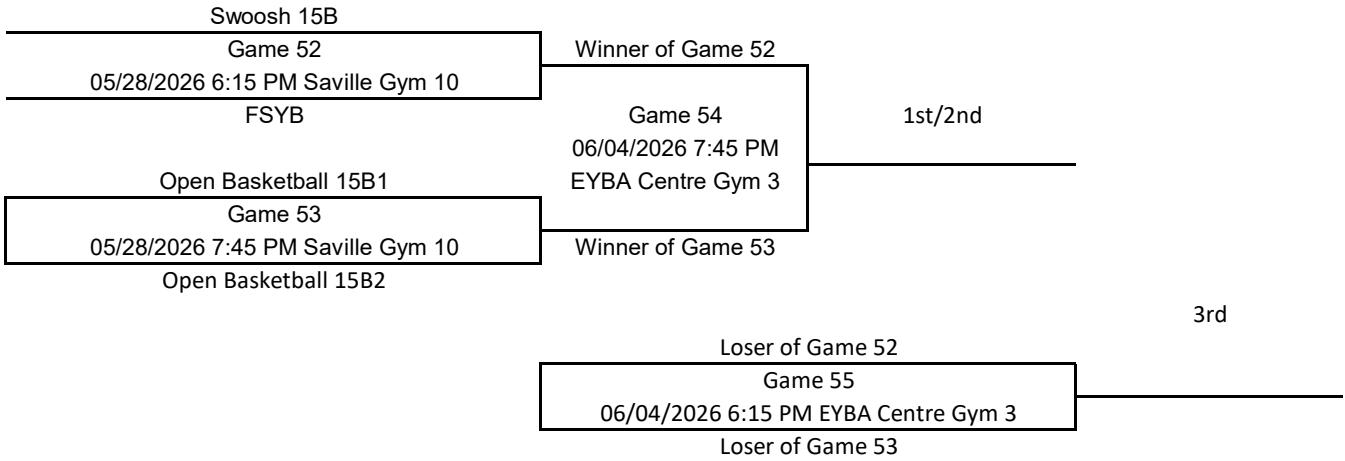 Swoosh 15B
Game 52
05/28/2026 6:15 PM Saville Gym 10
FSYB
Winner of Game 52
Game 54
06/04/2026 7:45 PM
EYBA Centre Gym 3
1st/2nd
Open Basketball 15B1
Game 53
05/28/2026 7:45 PM Saville Gym 10
Open Basketball 15B2
Winner of Game 53
3rd
Loser of Game 52
Game 55
06/04/2026 6:15 PM EYBA Centre Gym 3
Loser of Game 53